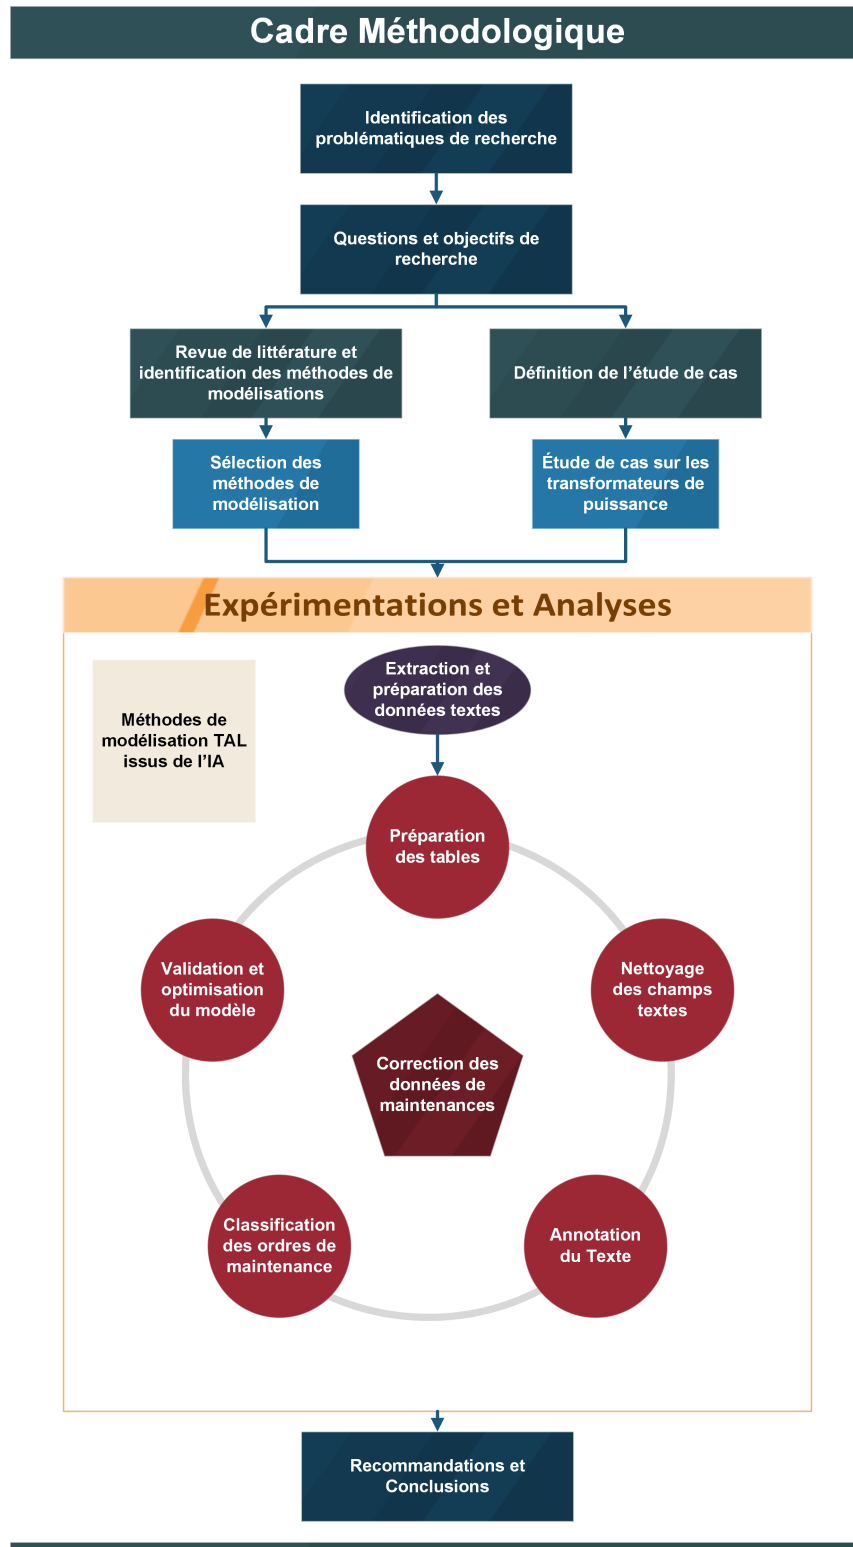 Cadre Méthodologique
Identification des
problématiques de recherche
Questions et objectifs de
recherche
Revue de littérature et
identification des méthodes de
modélisations
Définition de l'étude de cas
Sélection des
méthodes de
modélisation
Étude de cas sur les
transformateurs de
puissance
Expérimentations et Analyses
Méthodes de
modélisation TAL
issus de l'IA
Extraction et
préparation des
données textes
Préparation
des tables
Nettoyage
des champs
textes
Annotation
du Texte
Classification
des ordres de
maintenance
Validation et
optimisation
du modèle
Correction des
données de
maintenances
Recommandations et
Conclusions